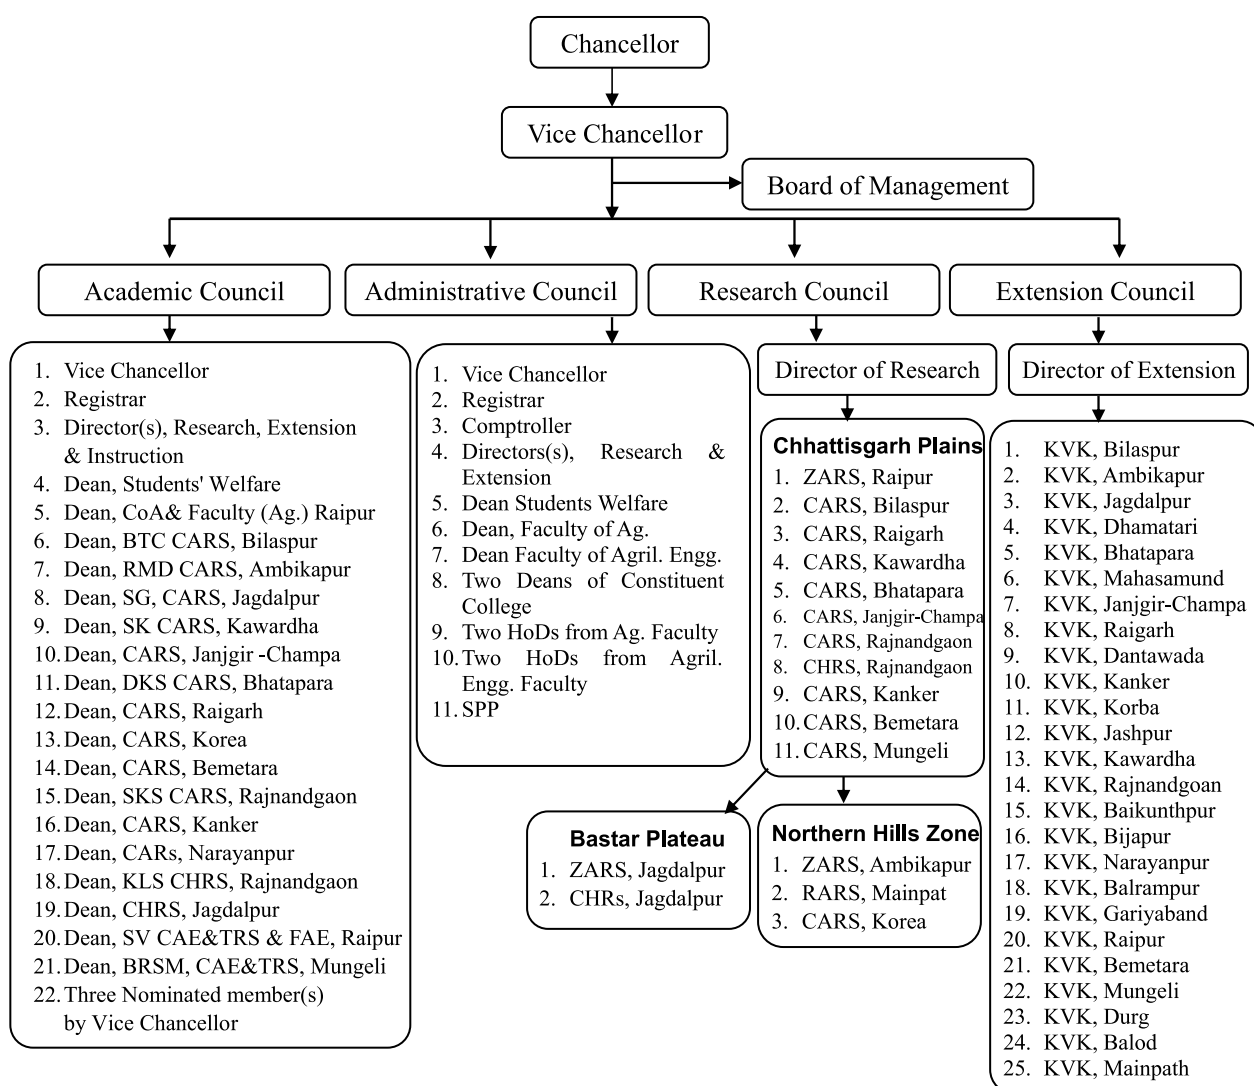 Chancellor
Vice Chancellor
Board of Management
Academic Council
Administrative Council
Research Council
Extension Council
1. Vice Chancellor
2. Registrar
3. Director(s), Research, Extension
& Instruction
4. Dean, Students' Welfare
5. Dean, CoA& Faculty (Ag.) Raipur
6. Dean, BTC CARS, Bilaspur
7. Dean, RMD CARS, Ambikapur
8. Dean, SG, CARS, Jagdalpur
9. Dean, SK CARS, Kawardha
10. Dean, CARS, Janjgir -Champa
11. Dean, DKS CARS, Bhatapara
12. Dean, CARS, Raigarh
13. Dean, CARS, Korea
14. Dean, CARS, Bemetara
15. Dean, SKS CARS, Rajnandgaon
16. Dean, CARS, Kanker
17. Dean, CARs, Narayanpur
18. Dean, KLS CHRS, Rajnandgaon
19. Dean, CHRS, Jagdalpur
20. Dean, SV CAE&TRS & FAE, Raipur
21. Dean, BRSM, CAE&TRS, Mungeli
22. Three Nominated member(s)
by Vice Chancellor
1. Vice Chancellor
2. Registrar
3. Comptroller
4. Directors(s), Research &
Extension
5. Dean Students Welfare
6. Dean, Faculty of Ag.
7. Dean Faculty of Agril. Engg.
8. Two Deans of Constituent
College
9. Two HoDs from Ag. Faculty
10. Two HoDs from Agril.
Engg. Faculty
11. SPP
Director of Research
Chhattisgarh Plains
1. ZARS, Raipur
2. CARS, Bilaspur
3. CARS, Raigarh
4. CARS, Kawardha
5. CARS, Bhatapara
6. CARS, Janjgir-Champa
7. CARS, Rajnandgaon
8. CHRS, Rajnandgaon
9. CARS, Kanker
10. CARS, Bemetara
11. CARS, Mungeli
Bastar Plateau
1. ZARS, Jagdalpur
2. CHRs, Jagdalpur
Northern Hills Zone
1. ZARS, Ambikapur
2. RARS, Mainpat
3. CARS, Korea
Director of Extension
1. KVK, Bilaspur
2. KVK, Ambikapur
3. KVK, Jagdalpur
4. KVK, Dhamatari
5. KVK, Bhatapara
6. KVK, Mahasamund
7. KVK, Janjgir-Champa
8. KVK, Raigarh
9. KVK, Dantawada
10. KVK, Kanker
11. KVK, Korba
12. KVK, Jashpur
13. KVK, Kawardha
14. KVK, Rajnandgoan
15. KVK, Baikunthpur
16. KVK, Bijapur
17. KVK, Narayanpur
18. KVK, Balrampur
19. KVK, Gariyaband
20. KVK, Raipur
21. KVK, Bemetara
22. KVK, Mungeli
23. KVK, Durg
24. KVK, Balod
25. KVK, Mainpath